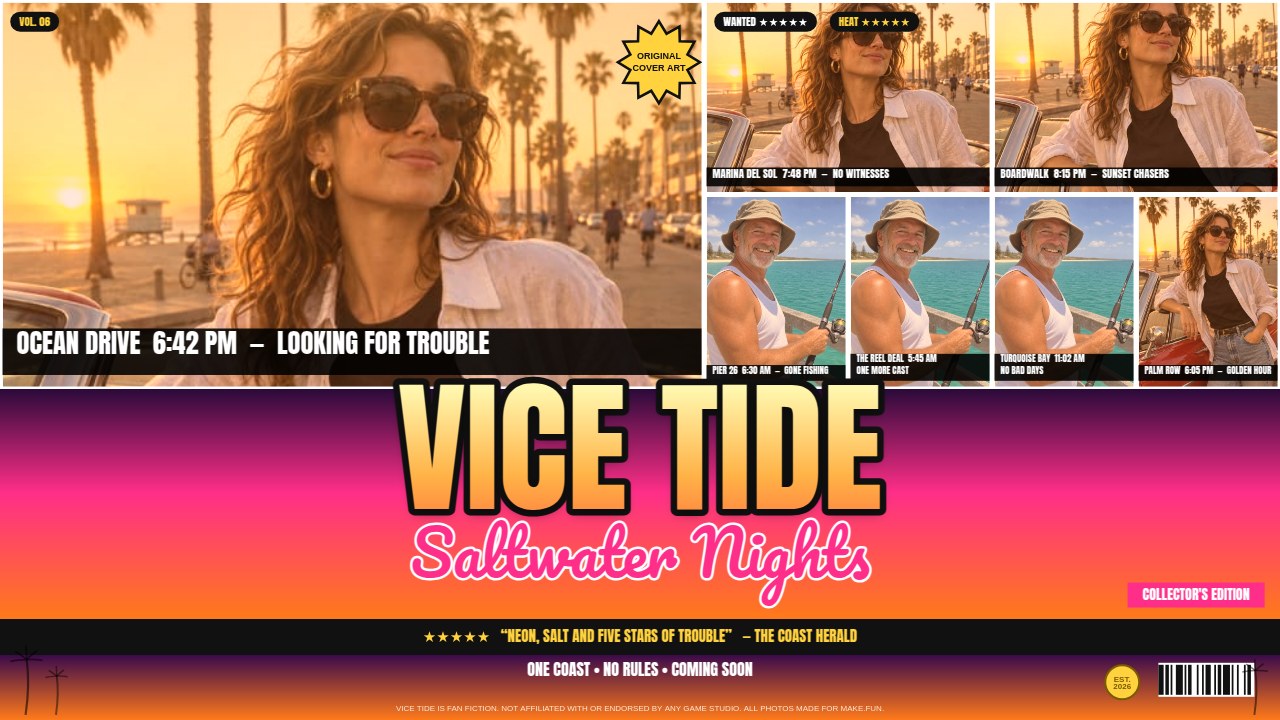 VOL. 06
ORIGINAL
COVER ART
WANTED ★★★★★
HEAT ★★★★★
OCEAN DRIVE 6:42 PM – LOOKING FOR TROUBLE
MARINA DEL SOL 7:48 PM – NO WITNESSES
BOARDWALK 8:15 PM – SUNSET CHASERS
PIER 26 6:30 AM – GONE FISHING
THE REEL DEAL 5:45 AM
ONE MORE CAST
TURQUOISE BAY 11:02 AM
NO BAD DAYS
PALM ROW 6:05 PM – GOLDEN HOUR
VICE TIDE
Saltwater Nights
COLLECTOR'S EDITION
★★★★★ “NEON, SALT AND FIVE STARS OF TROUBLE” – THE COAST HERALD
ONE COAST • NO RULES • COMING SOON
EST.
2026
VICE TIDE IS FAN FICTION. NOT AFFILIATED WITH OR ENDORSED BY ANY GAME STUDIO. ALL PHOTOS MADE FOR MAKE.FUN.